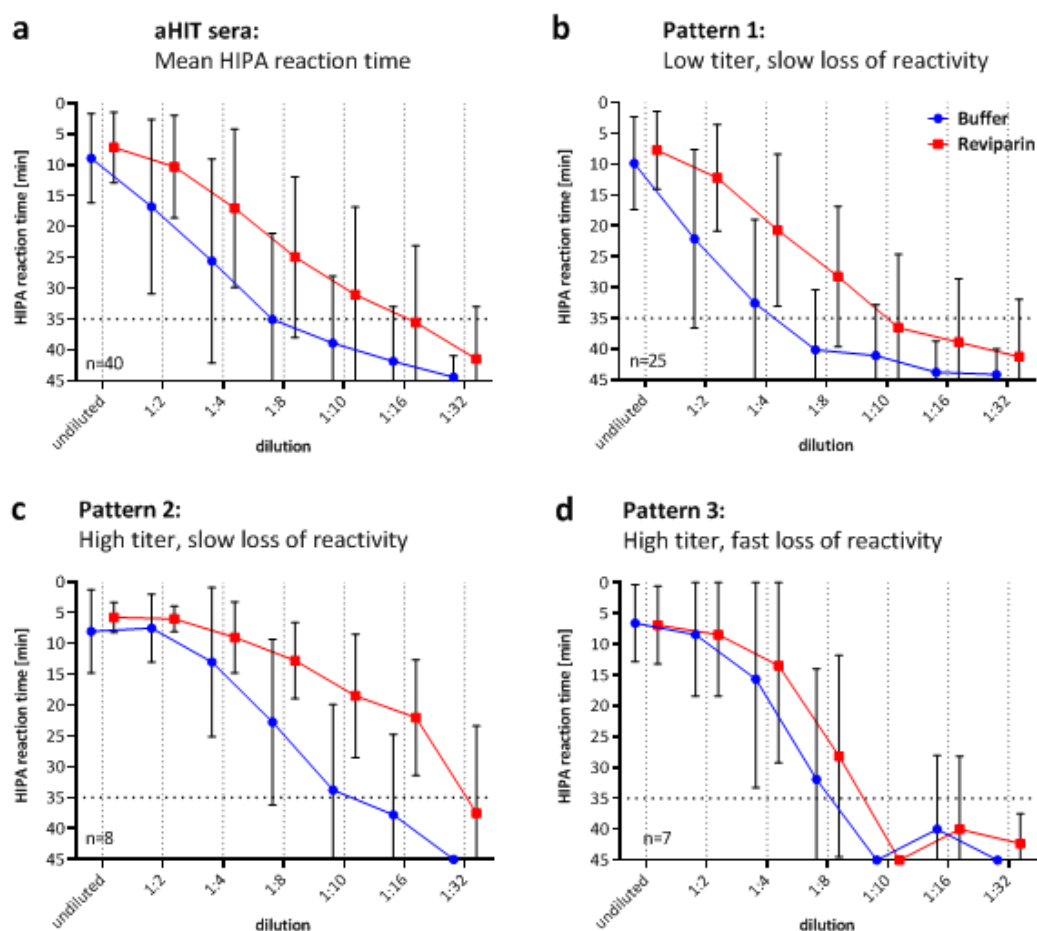 a
aHIT sera:
Mean HIPA reaction time
HIPA reaction time [min]
0
5
10
15
20
25
30
35
40
45
n=40
undiluted
1:2
1:4
1:8
1:10
1:16
1:32
dilution
b
Pattern 1:
Low titer, slow loss of reactivity
Buffer
Reviparin
HIPA reaction time [min]
0
5
10
15
20
25
30
35
40
45
n=25
undiluted
1:2
1:4
1:8
1:10
1:16
1:32
dilution
c
Pattern 2:
High titer, slow loss of reactivity
HIPA reaction time [min]
0
5
10
15
20
25
30
35
40
45
n=8
undiluted
1:2
1:4
1:8
1:10
1:16
1:32
dilution
d
Pattern 3:
High titer, fast loss of reactivity
HIPA reaction time [min]
0
5
10
15
20
25
30
35
40
45
n=7
undiluted
1:2
1:4
1:8
1:10
1:16
1:32
dilution